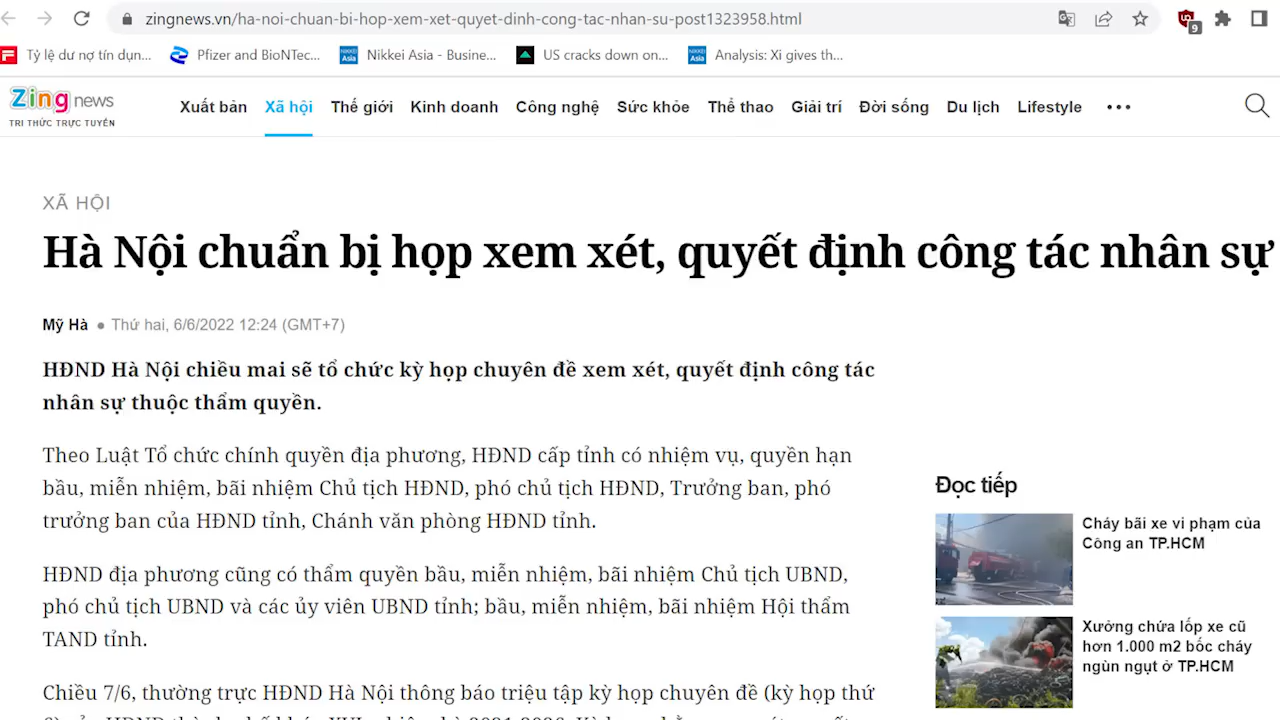 zingnews.vn/ha-noi-chuan-bi-hop-xem-xet-quyet-dinh-cong-tac-nhan-su-post1323958.html
9
Tỷ lệ dư nợ tín dụn...
Pfizer and BioNTec...
NIKKEI Asia
Nikkei Asia - Busine...
US cracks down on...
NIKKEI Asia
Analysis: Xi gives th...
Zing news
TRI THỨC TRỰC TUYẾN
Xuất bản Xã hội Thế giới Kinh doanh Công nghệ Sức khỏe Thể thao Giải trí Đời sống Du lịch Lifestyle
XÃ HỘI
Hà Nội chuẩn bị họp xem xét, quyết định công tác nhân sự
Mỹ Hà • Thứ hai, 6/6/2022 12:24 (GMT+7)
HĐND Hà Nội chiều mai sẽ tổ chức kỳ họp chuyên đề xem xét, quyết định công tác
nhân sự thuộc thẩm quyền.
Theo Luật Tổ chức chính quyền địa phương, HĐND cấp tỉnh có nhiệm vụ, quyền hạn
bầu, miễn nhiệm, bãi nhiệm Chủ tịch HĐND, phó chủ tịch HĐND, Trưởng ban, phó
trưởng ban của HĐND tỉnh, Chánh văn phòng HĐND tỉnh.
HĐND địa phương cũng có thẩm quyền bầu, miễn nhiệm, bãi nhiệm Chủ tịch UBND,
phó chủ tịch UBND và các ủy viên UBND tỉnh; bầu, miễn nhiệm, bãi nhiệm Hội thẩm
TAND tỉnh.
Chiều 7/6, thường trực HĐND Hà Nội thông báo triệu tập kỳ họp chuyên đề (kỳ họp thứ
Đọc tiếp
Cháy bãi xe vi phạm của
Công an TP.HCM
Xưởng chứa lốp xe cũ
hơn 1.000 m2 bốc cháy
ngùn ngụt ở TP.HCM